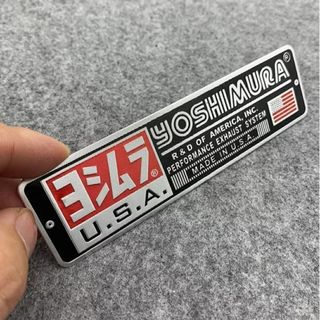 ヨシムラ®
U.S.A.
YOSHIMURA®
R & D OF AMERICA, INC.
PERFORMANCE EXHAUST SYSTEM
MADE IN U.S.A.